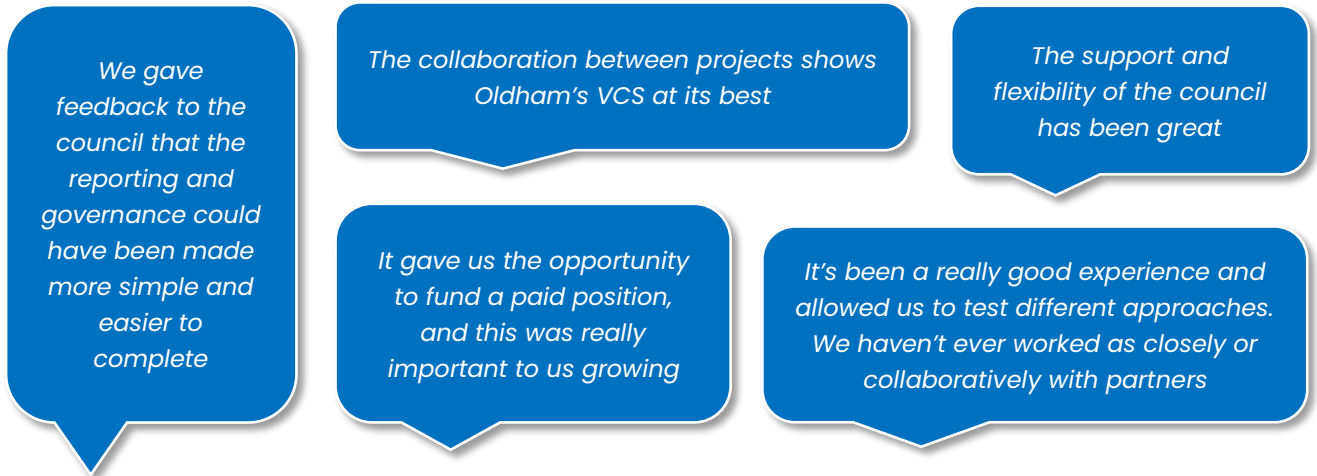 We gave
feedback to the
council that the
reporting and
governance could
have been made
more simple and
easier to
complete
The collaboration between projects shows
Oldham's VCS at its best
The support and
flexibility of the council
has been great
It gave us the opportunity
to fund a paid position,
and this was really
important to us growing
It's been a really good experience and
allowed us to test different approaches.
We haven't ever worked as closely or
collaboratively with partners